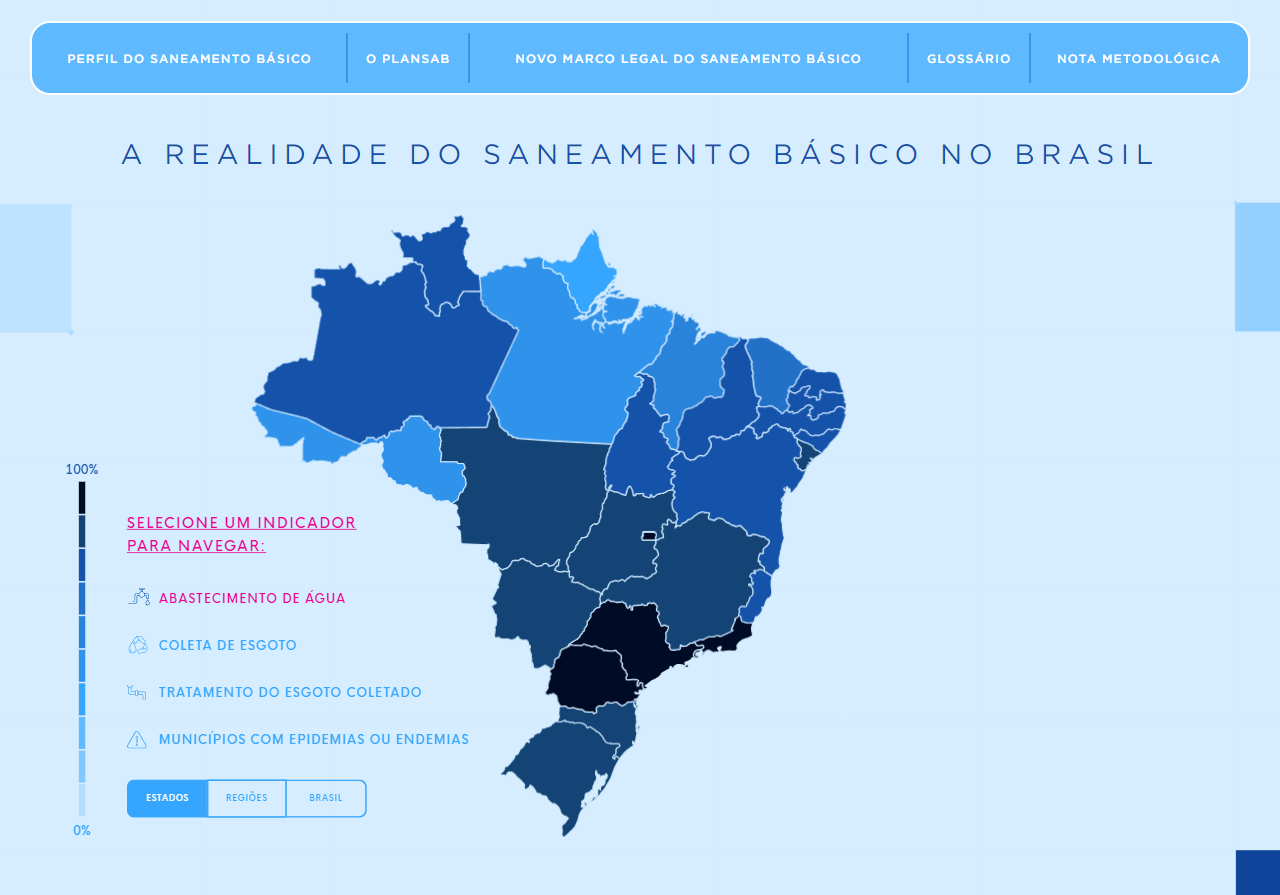 PERFIL DO SANEAMENTO BÁSICO
O PLANSAB
NOVO MARCO LEGAL DO SANEAMENTO BÁSICO
GLOSSÁRIO
NOTA METODOLÓGICA
A REALIDADE DO SANEAMENTO BÁSICO NO BRASIL
100%
SELECIONE UM INDICADOR
PARA NAVEGAR:
ABASTECIMENTO DE ÁGUA
COLETA DE ESGOTO
TRATAMENTO DO ESGOTO COLETADO
MUNICÍPIOS COM EPIDEMIAS OU ENDEMIAS
ESTADOS
REGIÕES
BRASIL
0%